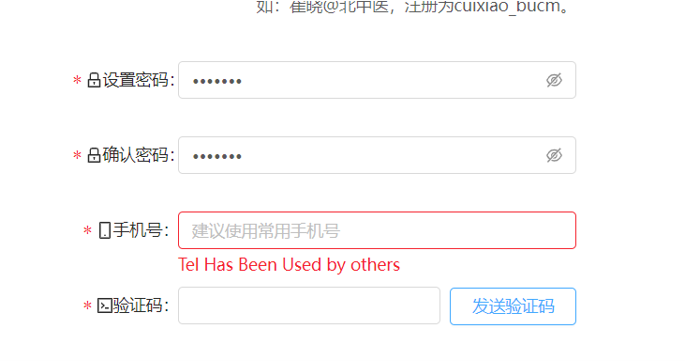 如：崔晓@北中医，注册为cuixiao_bucm。
* 设置密码：
* 确认密码：
* 手机号： 建议使用常用手机号
Tel Has Been Used by others
* 验证码： 发送验证码